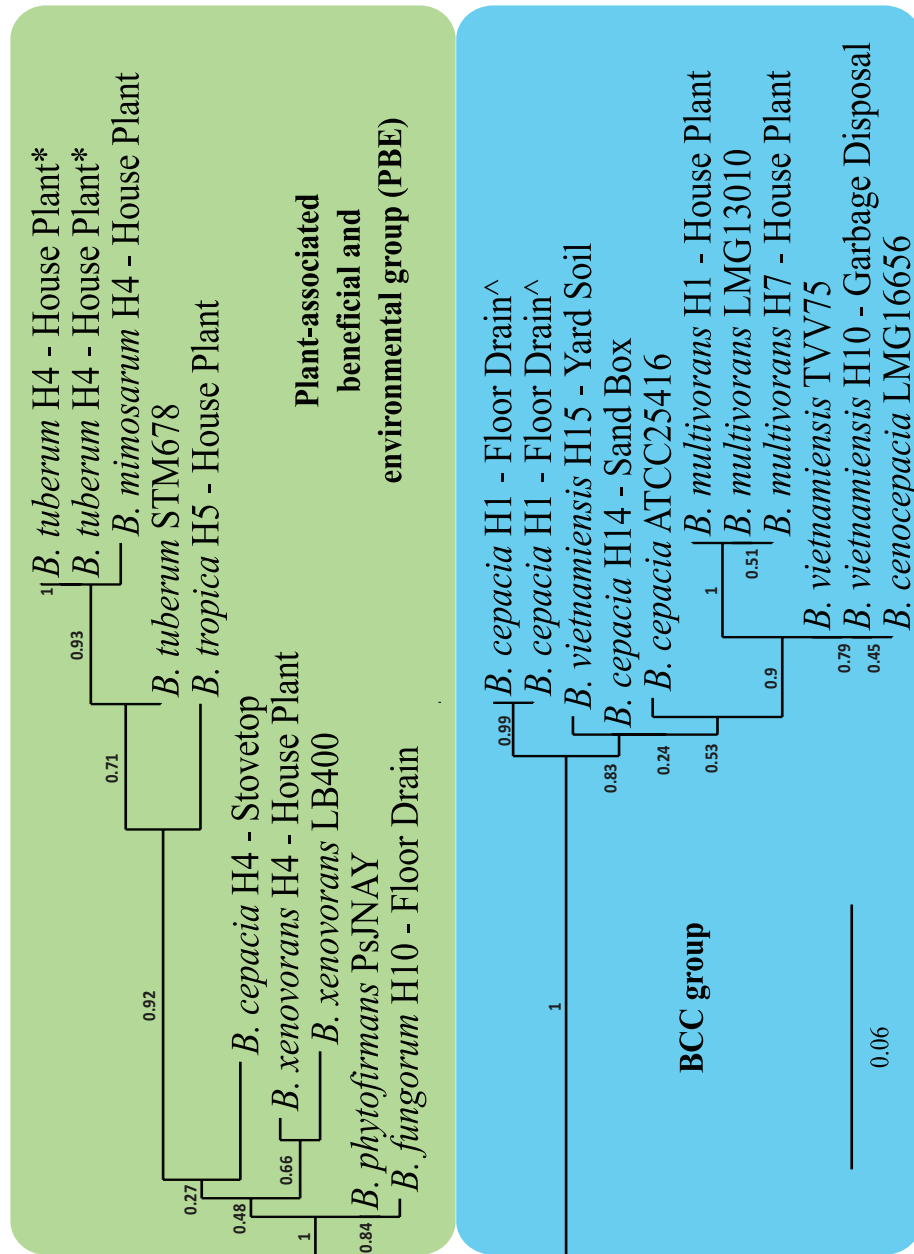 B. tuberum H4 - House Plant*
B. tuberum H4 - House Plant*
B. mimosarum H4 - House Plant
B. tuberum STM678
B. tropica H5 - House Plant
B. cepacia H4 - Stovetop
B. xenovorans H4 - House Plant
B. xenovorans LB400
B. phytofirmans PsJNAY
B. fungorum H10 - Floor Drain
1
0.93
0.71
0.92
0.27
0.48
0.66
1
0.84
Plant-associated
beneficial and
environmental group (PBE)
B. cepacia H1 - Floor Drain^
B. cepacia H1 - Floor Drain^
B. vietnamiensis H15 - Yard Soil
B. cepacia H14 - Sand Box
B. cepacia ATCC25416
B. multivorans H1 - House Plant
B. multivorans LMG13010
B. multivorans H7 - House Plant
B. vietnamiensis TVV75
B. vietnamiensis H10 - Garbage Disposal
B. cenocepacia LMG16656
0.99
1
0.83
0.24
0.53
0.9
1
0.51
0.79
0.45
BCC group
0.06